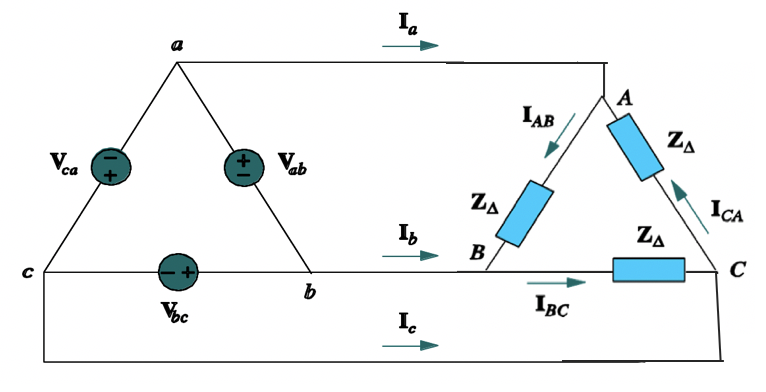 I_a
a
A
I_AB
V_ca
− +
+ −
V_ab
Z_Δ
Z_Δ
I_CA
I_b
B
Z_Δ
c
− +
b
C
V_bc
I_BC
I_c